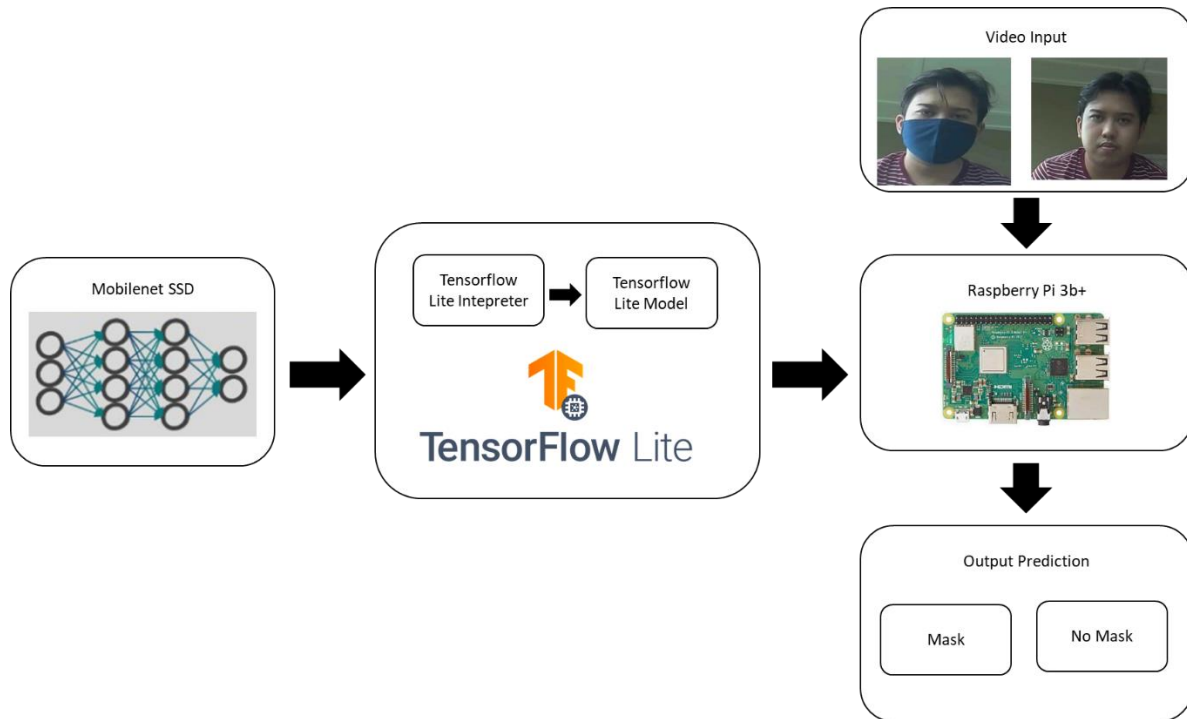 Video Input
Mobilenet SSD
Tensorflow
Lite Intepreter
Tensorflow
Lite Model
TensorFlow Lite
Raspberry Pi 3b+
HDMI
Output Prediction
Mask
No Mask